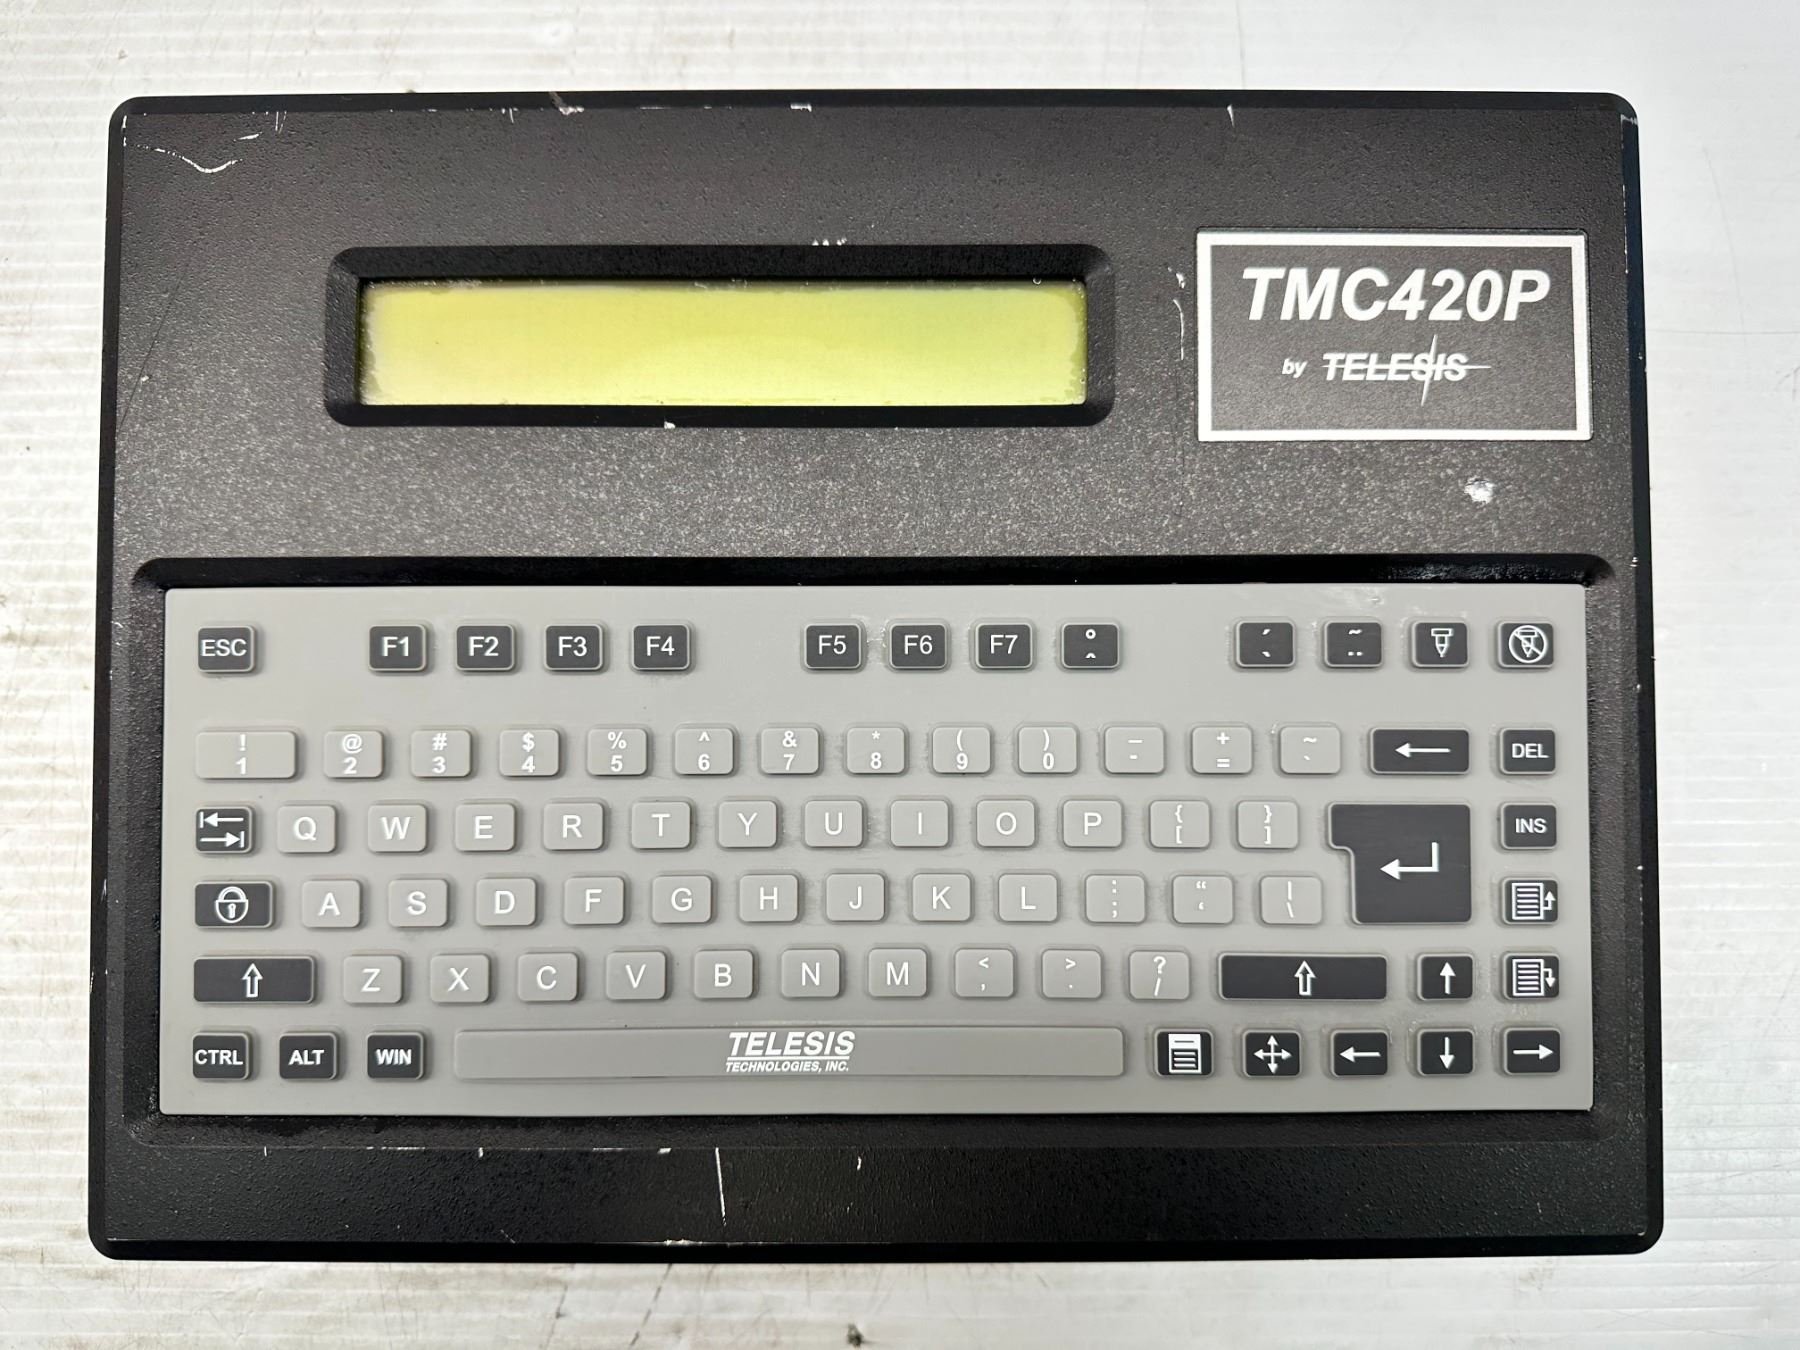 TMC420P
by TELESIS
ESC F1 F2 F3 F4 F5 F6 F7 ° ^ ´ ` ~ ¨
! 1 @ 2 # 3 $ 4 % 5 ^ 6 & 7 * 8 ( 9 ) 0 _ - + = ~ ` ← DEL
Q W E R T Y U I O P { [ } ] INS
A S D F G H J K L : ; “ ‘ | \
Z X C V B N M < , > . ? /
CTRL ALT WIN TELESIS
TECHNOLOGIES, INC.